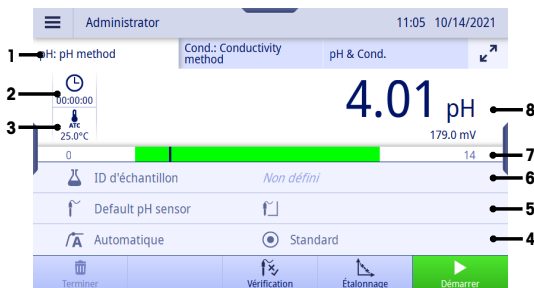 Administrator 11:05 10/14/2021
1 pH: pH method Cond.: Conductivity method pH & Cond.
2 00:00:00
3 ATC 25.0°C
4.01 pH 8
179.0 mV
0 14 7
ID d'échantillon Non défini 6
Default pH sensor 5
A Automatique Standard 4
Terminer Vérification Étalonnage Démarrer